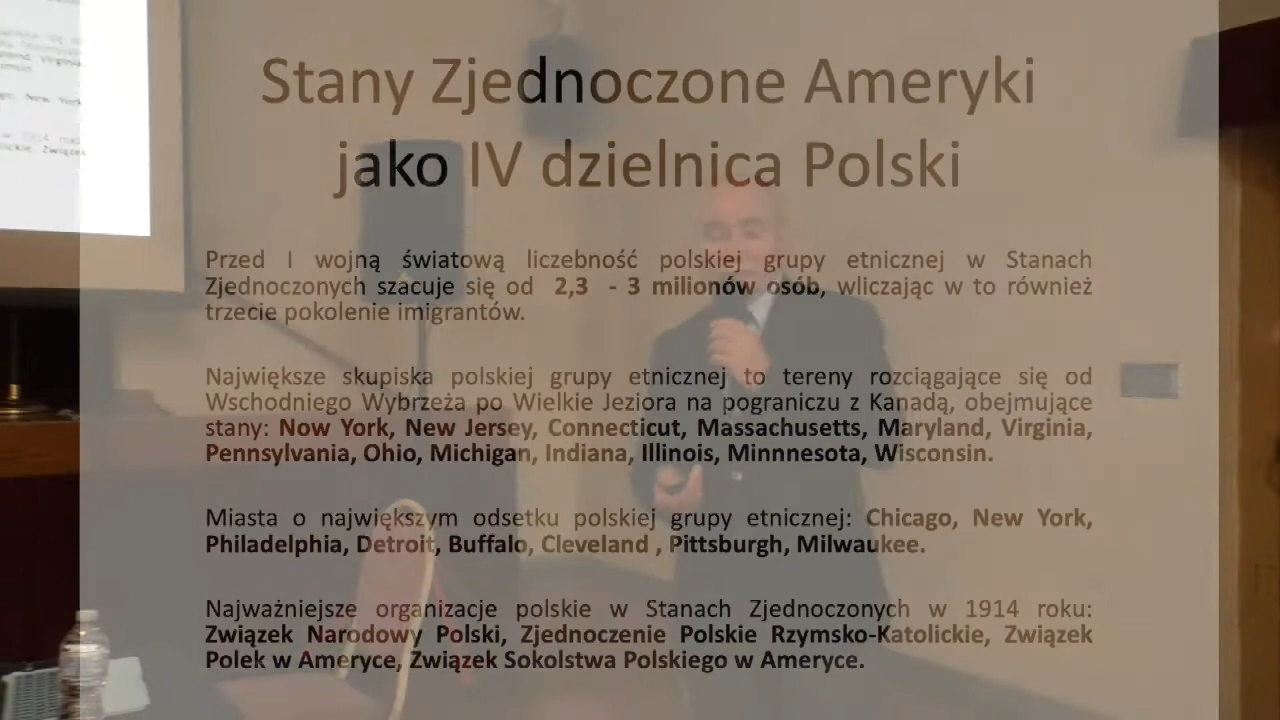 Stany Zjednoczone Ameryki
jako IV dzielnica Polski
Przed I wojną światową liczebność polskiej grupy etnicznej w Stanach
Zjednoczonych szacuje się od 2,3 - 3 milionów osób, wliczając w to również
trzecie pokolenie imigrantów.
Największe skupiska polskiej grupy etnicznej to tereny rozciągające się od
Wschodniego Wybrzeża po Wielkie Jeziora na pograniczu z Kanadą, obejmujące
stany: Now York, New Jersey, Connecticut, Massachusetts, Maryland, Virginia,
Pennsylvania, Ohio, Michigan, Indiana, Illinois, Minnnesota, Wisconsin.
Miasta o największym odsetku polskiej grupy etnicznej: Chicago, New York,
Philadelphia, Detroit, Buffalo, Cleveland , Pittsburgh, Milwaukee.
Najważniejsze organizacje polskie w Stanach Zjednoczonych w 1914 roku:
Związek Narodowy Polski, Zjednoczenie Polskie Rzymsko-Katolickie, Związek
Polek w Ameryce, Związek Sokolstwa Polskiego w Ameryce.